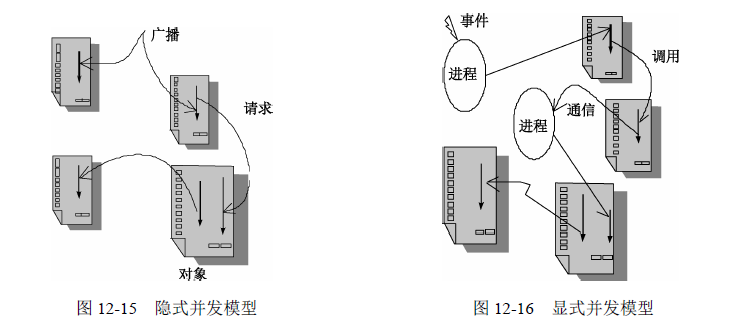 广播
请求
对象
图 12-15 隐式并发模型
事件
进程
调用
通信
进程
图 12-16 显式并发模型